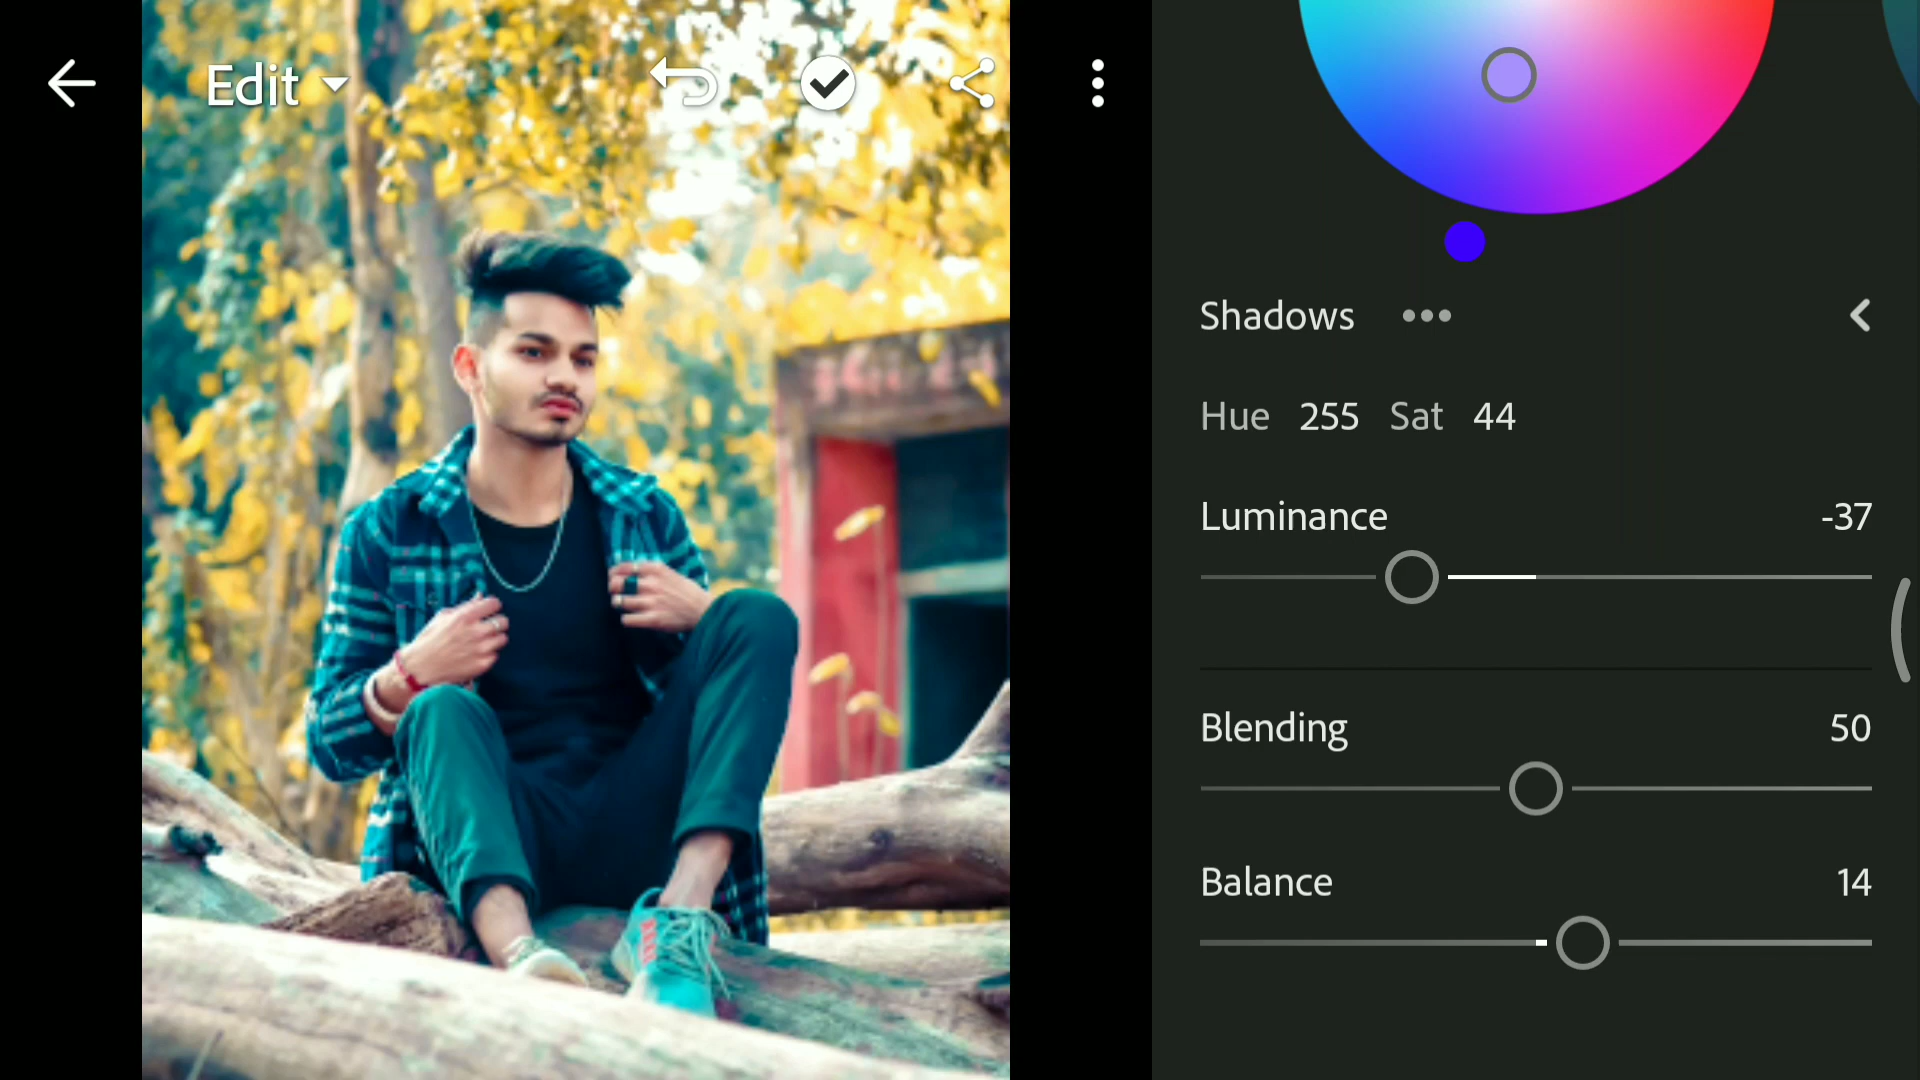 Edit
Shadows
Hue 255 Sat 44
Luminance -37
Blending 50
Balance 14